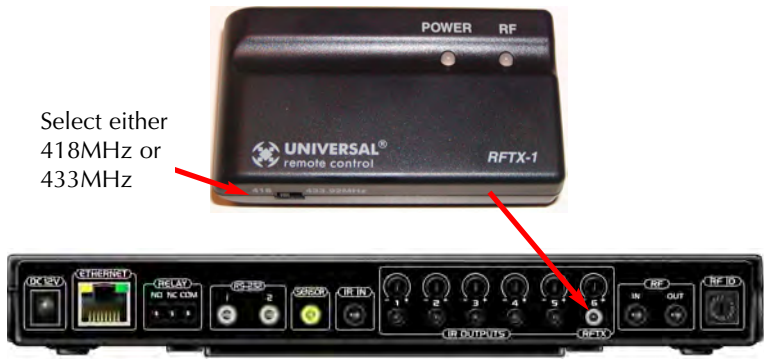 POWER RF
Select either
418MHz or
433MHz
UNIVERSAL®
remote control
RFTX-1
418 433.92MHz
DC 12V
ETHERNET
RELAY
NO NC COM
RS-232
1 2
SENSOR
IR IN
- 1 + - 2 + - 3 + - 4 + - 5 + - 6 +
IR OUTPUTS
RFTX
RF
IN OUT
RF ID